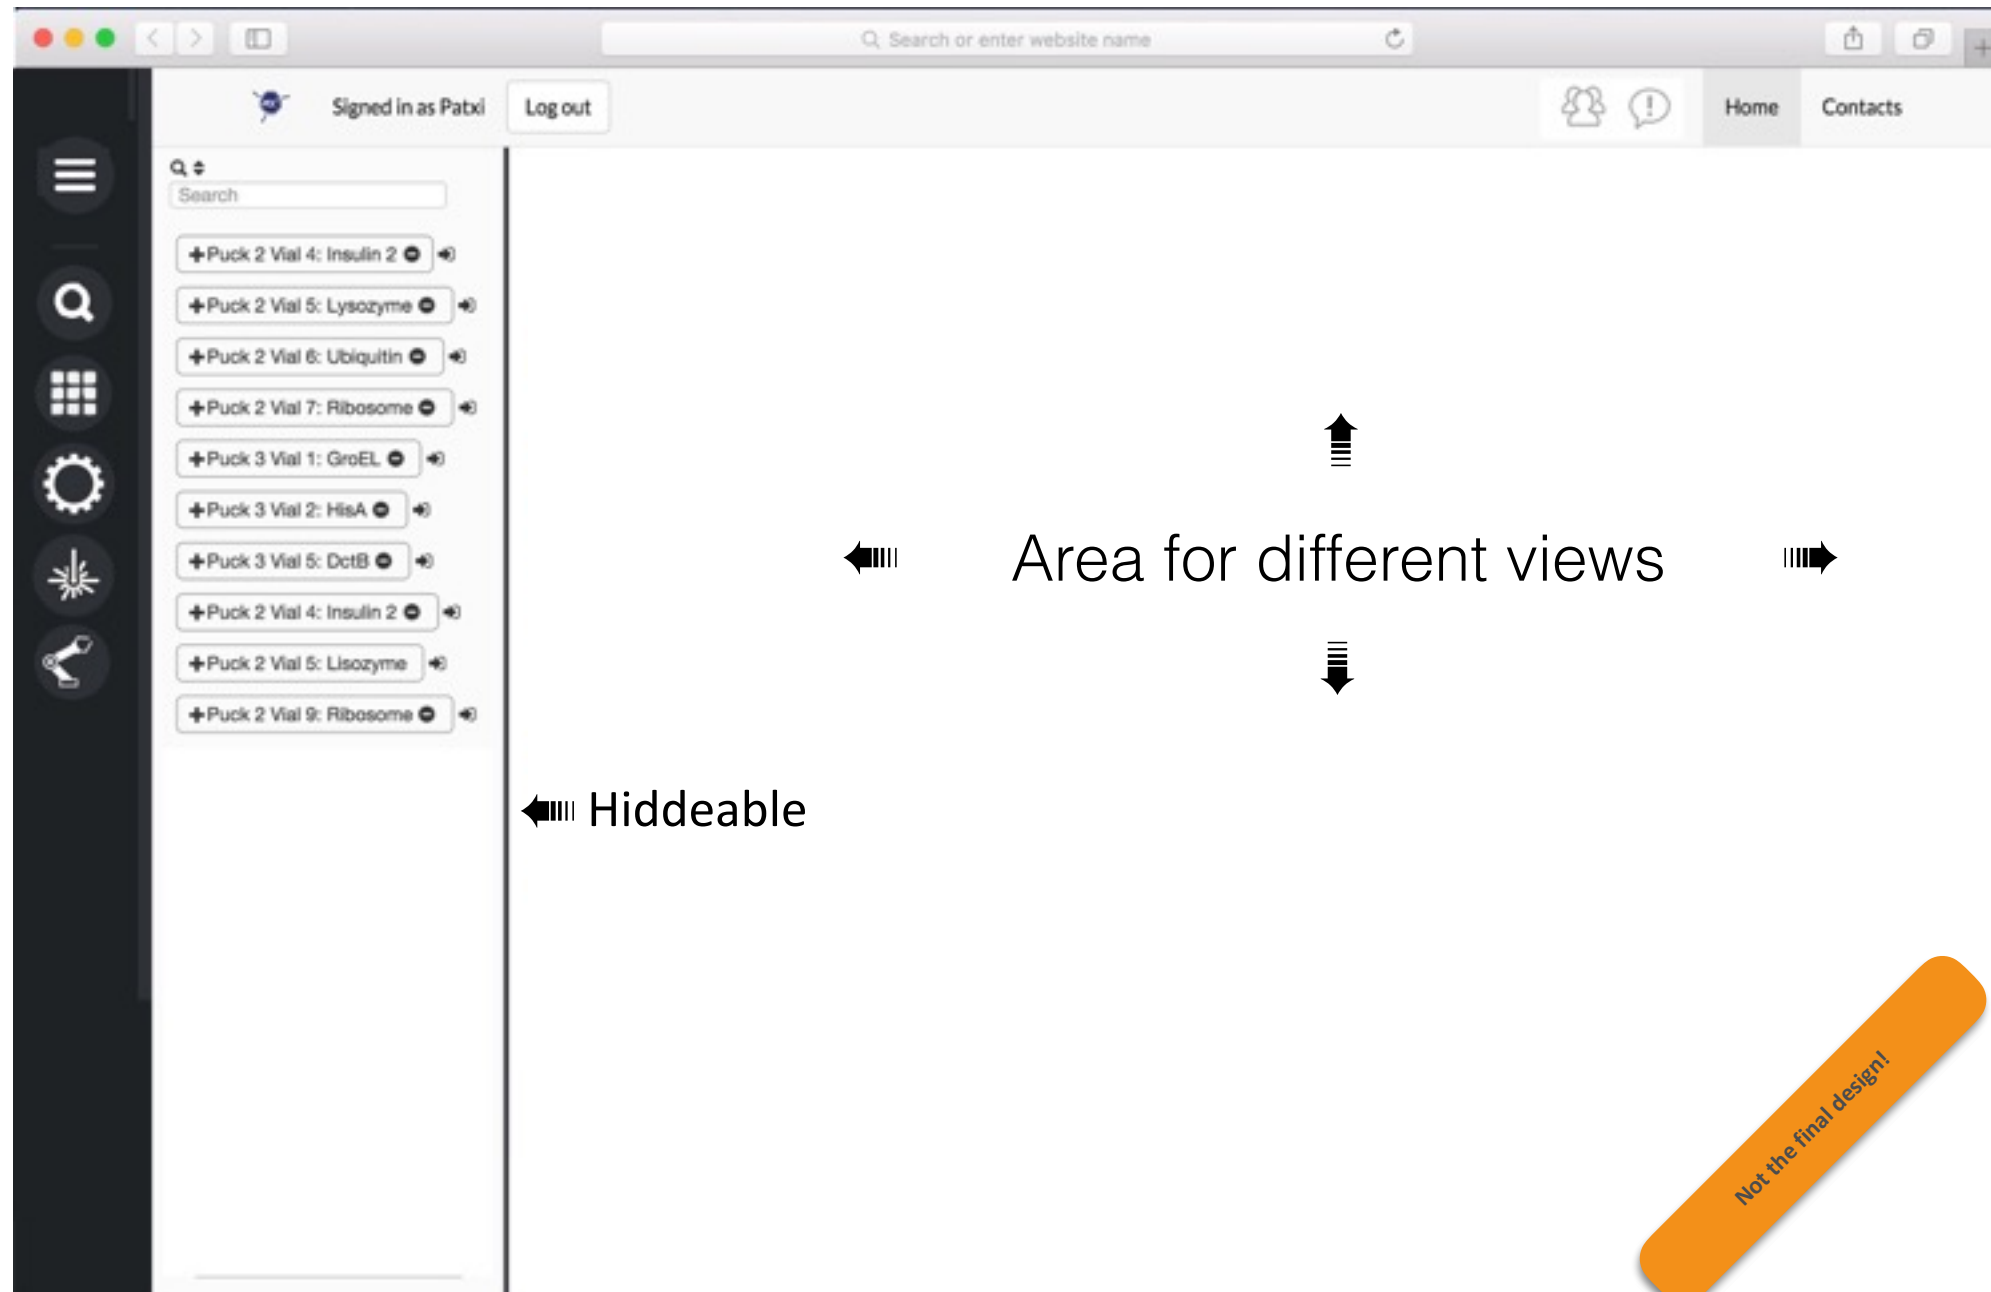 Search or enter website name
Signed in as Patxi
Log out
Home
Contacts
Search
Puck 2 Vial 4: Insulin 2
Puck 2 Vial 5: Lysozyme
Puck 2 Vial 6: Ubiquitin
Puck 2 Vial 7: Ribosome
Puck 3 Vial 1: GroEL
Puck 3 Vial 2: HisA
Puck 3 Vial 5: DctB
Puck 2 Vial 4: Insulin 2
Puck 2 Vial 5: Lisozyme
Puck 2 Vial 9: Ribosome
Area for different views
Hiddeable
Not the final design!